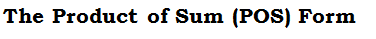 The Product of Sum (POS) Form